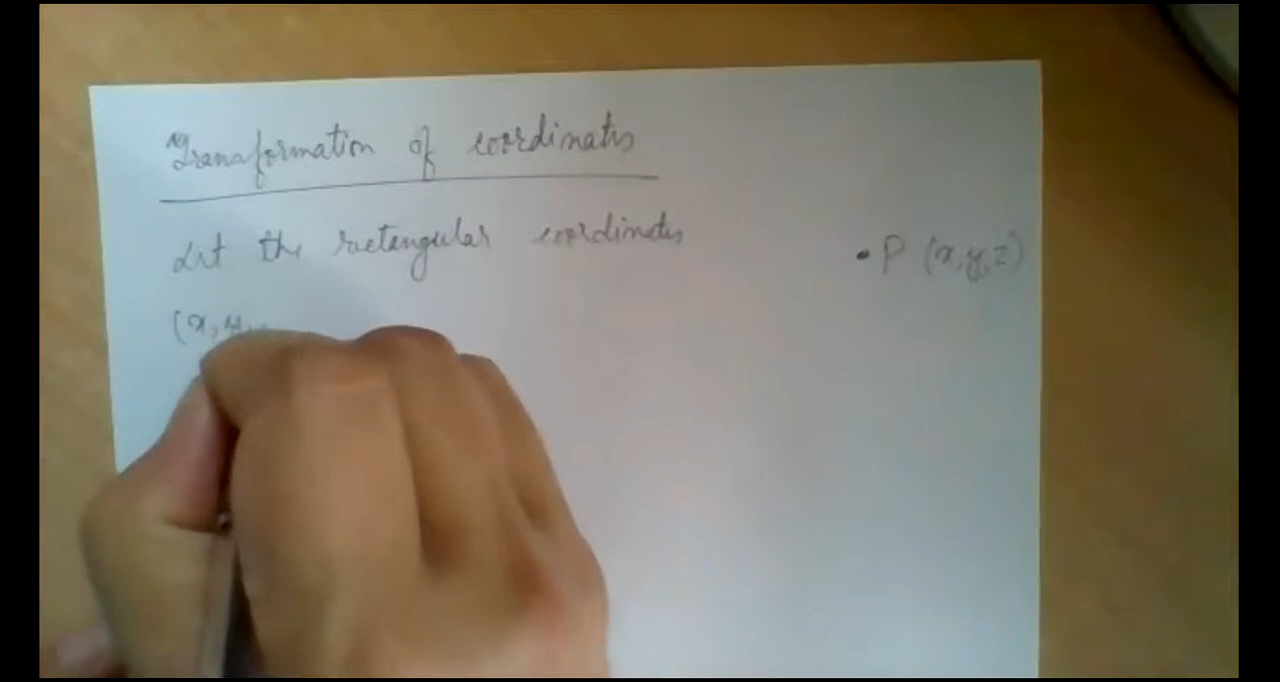 Transformation of coordinates
Let the rectangular coordinates
• P (x,y,z)
(x,y,